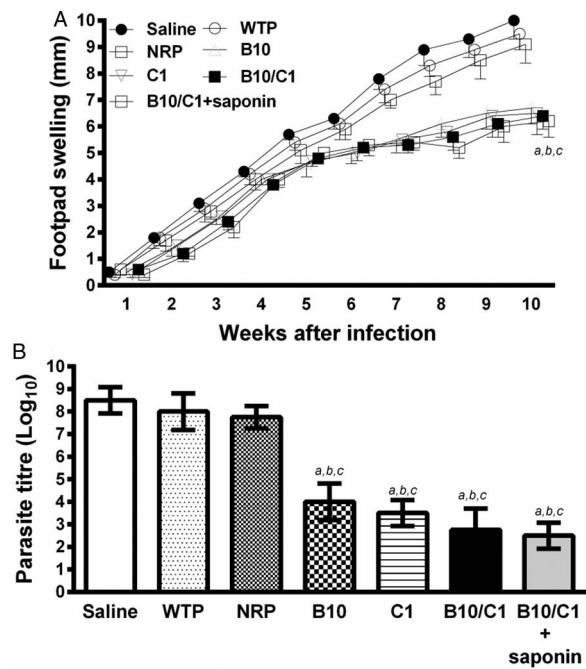 A
Footpad swelling (mm)
10
9
8
7
6
5
4
3
2
1
0
Saline
WTP
NRP
B10
C1
B10/C1
B10/C1+saponin
a,b,c
1 2 3 4 5 6 7 8 9 10
Weeks after infection
B
Parasite titre (Log10)
10
9
8
7
6
5
4
3
2
1
0
a,b,c
a,b,c
a,b,c
a,b,c
Saline WTP NRP B10 C1 B10/C1 B10/C1
+
saponin